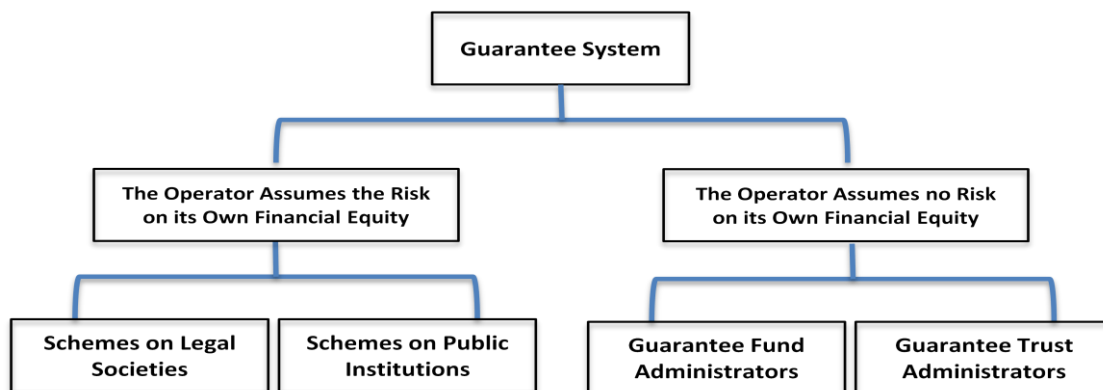 Guarantee System
The Operator Assumes the Risk
on its Own Financial Equity
The Operator Assumes no Risk
on its Own Financial Equity
Schemes on Legal
Societies
Schemes on Public
Institutions
Guarantee Fund
Administrators
Guarantee Trust
Administrators